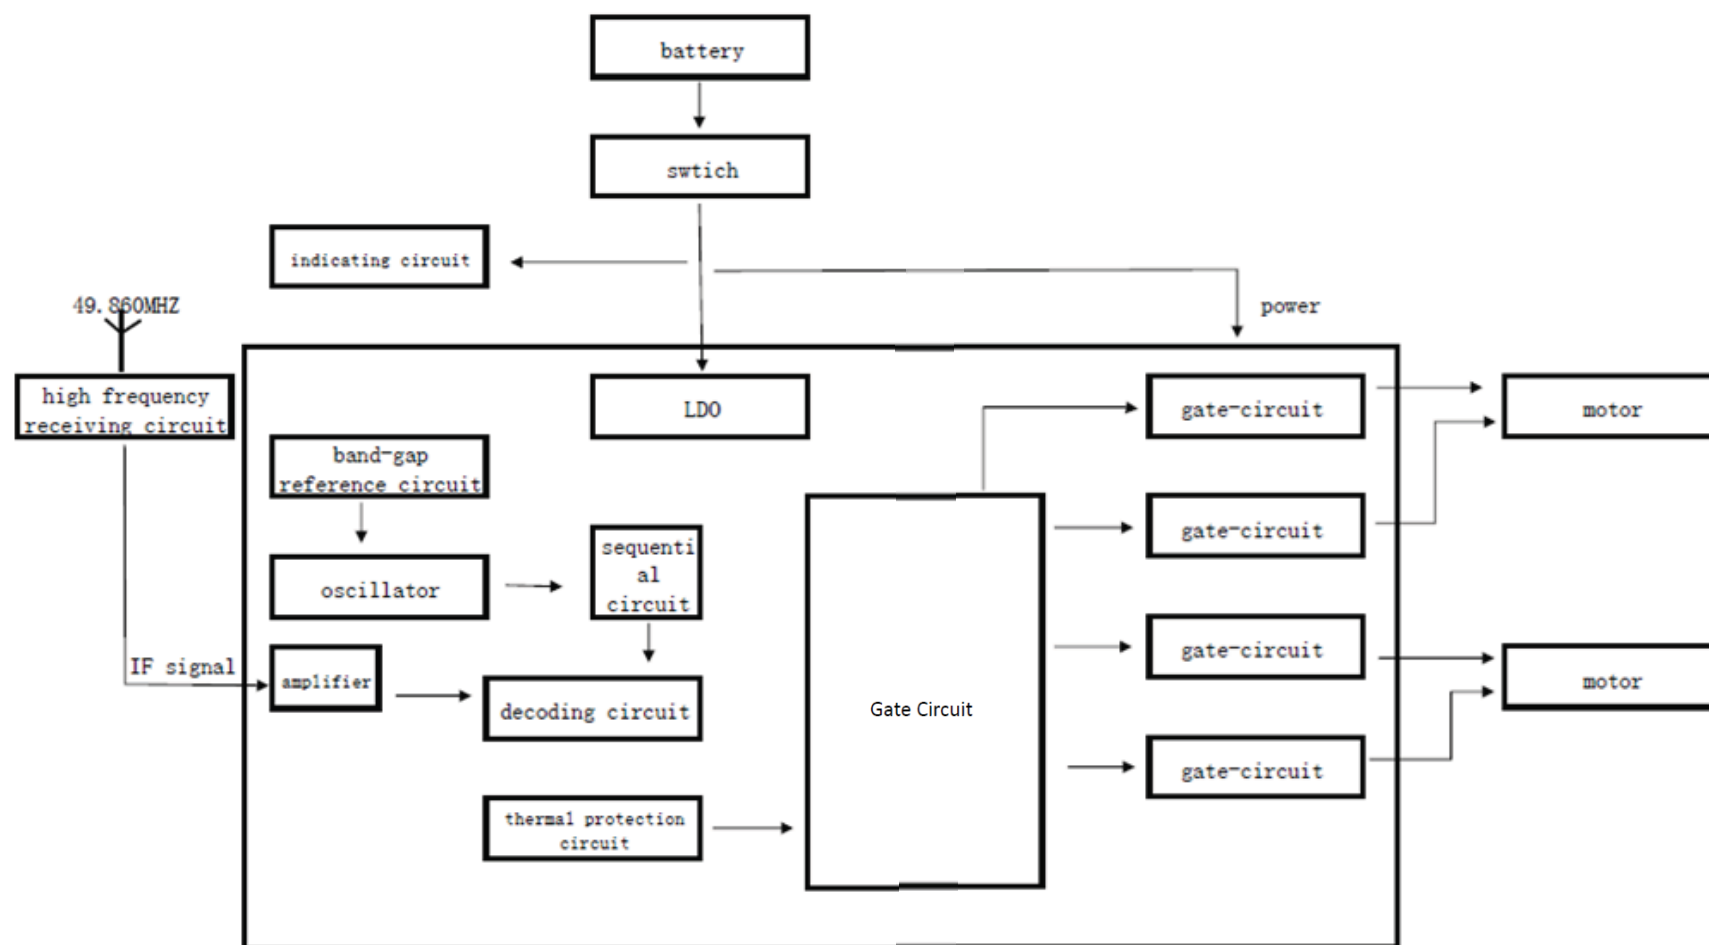 battery
swtich
indicating circuit
49.860MHZ
power
high frequency
receiving circuit
LDO
gate-circuit
motor
band-gap
reference circuit
gate-circuit
sequenti
al
circuit
oscillator
IF signal
amplifier
decoding circuit
Gate Circuit
gate-circuit
motor
gate-circuit
thermal protection
circuit